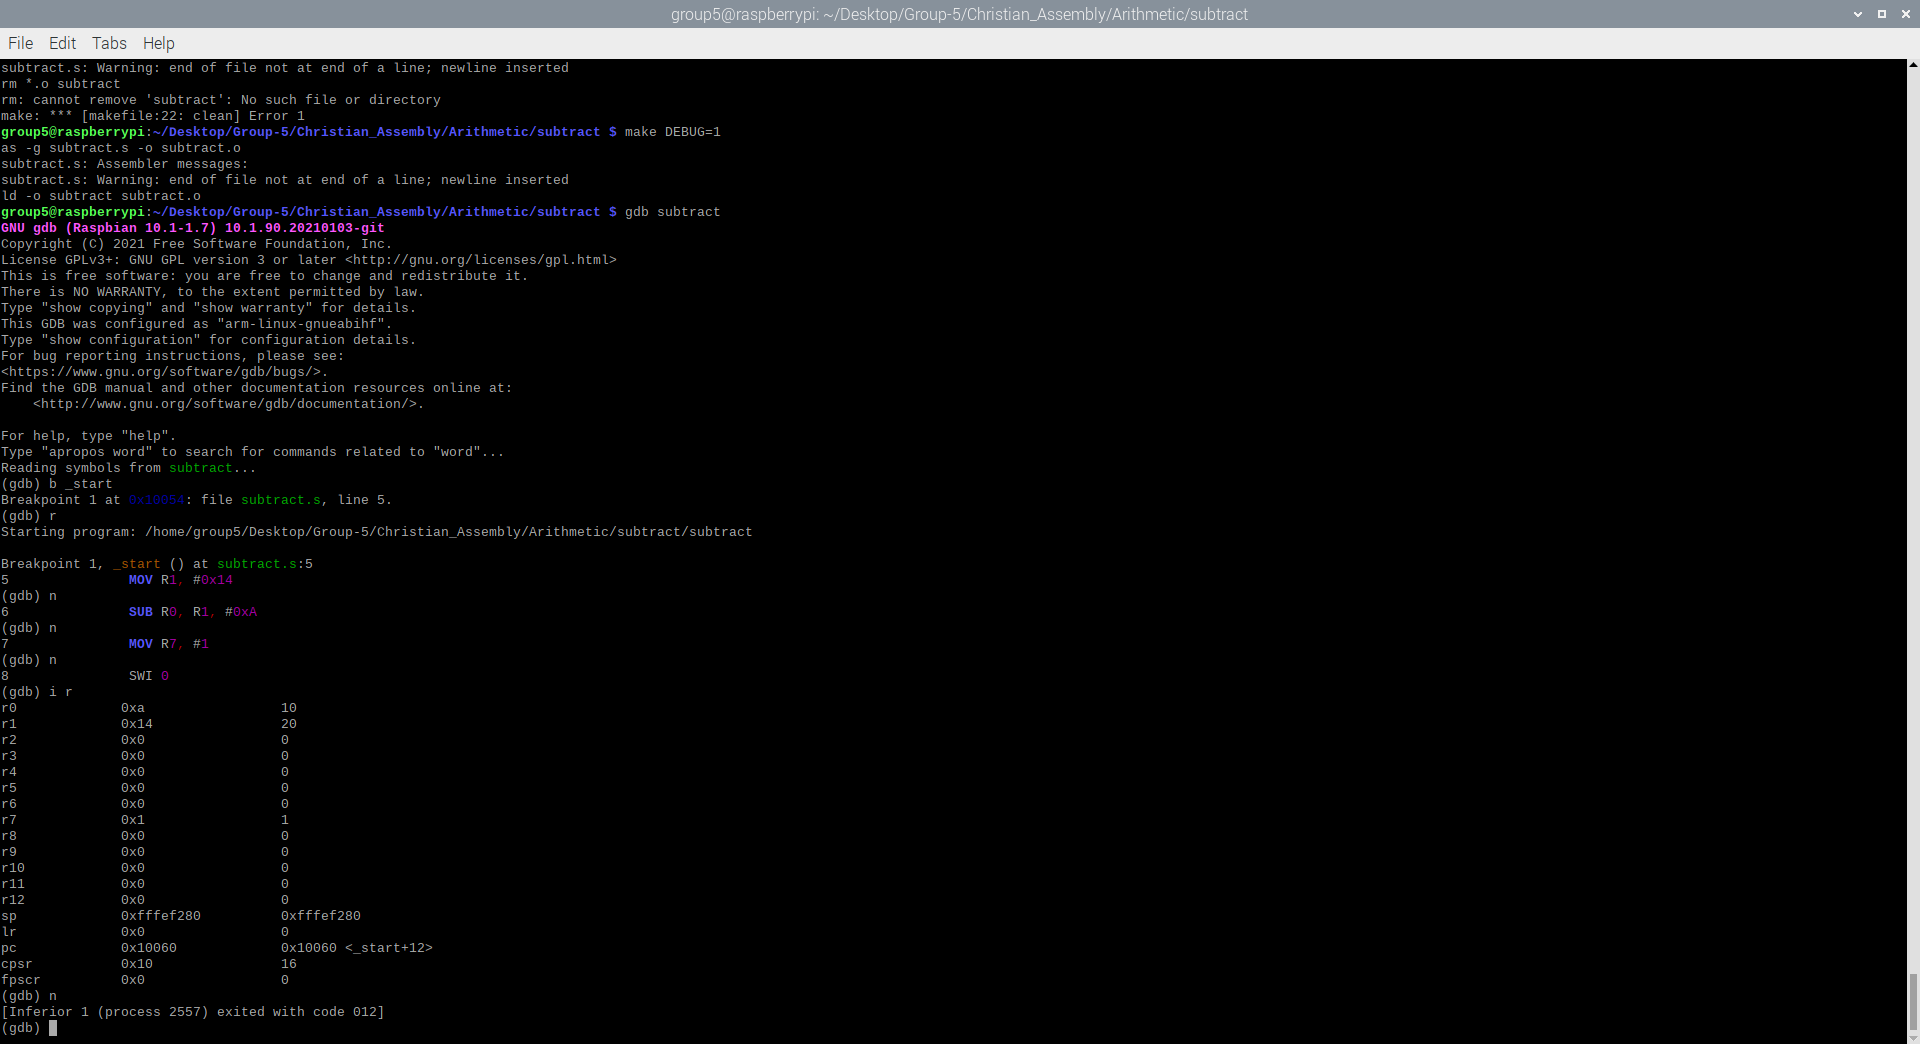 group5@raspberrypi: ~/Desktop/Group-5/Christian_Assembly/Arithmetic/subtract
File Edit Tabs Help
subtract.s: Warning: end of file not at end of a line; newline inserted
rm *.o subtract
rm: cannot remove 'subtract': No such file or directory
make: *** [makefile:22: clean] Error 1
group5@raspberrypi:~/Desktop/Group-5/Christian_Assembly/Arithmetic/subtract $ make DEBUG=1
as -g subtract.s -o subtract.o
subtract.s: Assembler messages:
subtract.s: Warning: end of file not at end of a line; newline inserted
ld -o subtract subtract.o
group5@raspberrypi:~/Desktop/Group-5/Christian_Assembly/Arithmetic/subtract $ gdb subtract
GNU gdb (Raspbian 10.1-1.7) 10.1.90.20210103-git
Copyright (C) 2021 Free Software Foundation, Inc.
License GPLv3+: GNU GPL version 3 or later <http://gnu.org/licenses/gpl.html>
This is free software: you are free to change and redistribute it.
There is NO WARRANTY, to the extent permitted by law.
Type "show copying" and "show warranty" for details.
This GDB was configured as "arm-linux-gnueabihf".
Type "show configuration" for configuration details.
For bug reporting instructions, please see:
<https://www.gnu.org/software/gdb/bugs/>.
Find the GDB manual and other documentation resources online at:
    <http://www.gnu.org/software/gdb/documentation/>.

For help, type "help".
Type "apropos word" to search for commands related to "word"...
Reading symbols from subtract...
(gdb) b _start
Breakpoint 1 at 0x10054: file subtract.s, line 5.
(gdb) r
Starting program: /home/group5/Desktop/Group-5/Christian_Assembly/Arithmetic/subtract/subtract

Breakpoint 1, _start () at subtract.s:5
5               MOV R1, #0x14
(gdb) n
6               SUB R0, R1, #0xA
(gdb) n
7               MOV R7, #1
(gdb) n
8               SWI 0
(gdb) i r
r0             0xa                 10
r1             0x14                20
r2             0x0                 0
r3             0x0                 0
r4             0x0                 0
r5             0x0                 0
r6             0x0                 0
r7             0x1                 1
r8             0x0                 0
r9             0x0                 0
r10            0x0                 0
r11            0x0                 0
r12            0x0                 0
sp             0xfffef280          0xfffef280
lr             0x0                 0
pc             0x10060             0x10060 <_start+12>
cpsr           0x10                16
fpscr          0x0                 0
(gdb) n
[Inferior 1 (process 2557) exited with code 012]
(gdb)